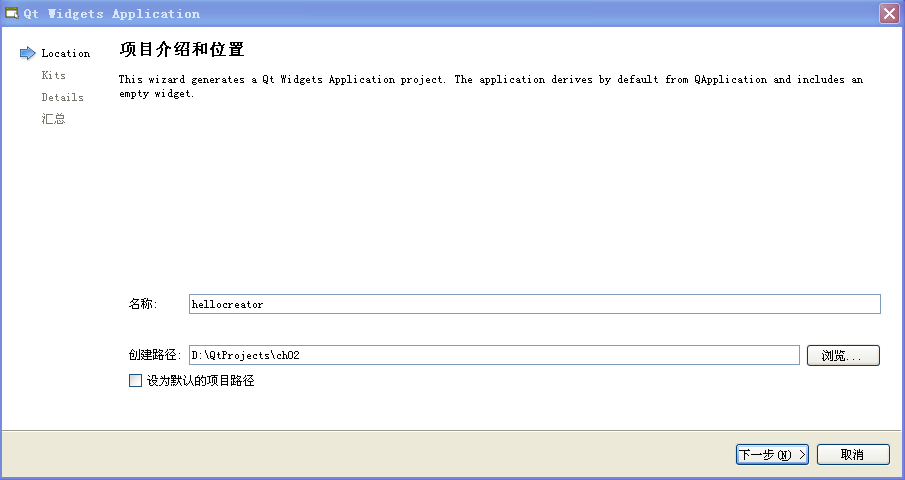 Qt Widgets Application
Location
Kits
Details
汇总
项目介绍和位置
This wizard generates a Qt Widgets Application project. The application derives by default from QApplication and includes an
empty widget.
名称: hellocreator
创建路径: D:\QtProjects\ch02 浏览...
设为默认的项目路径
下一步(N) > 取消